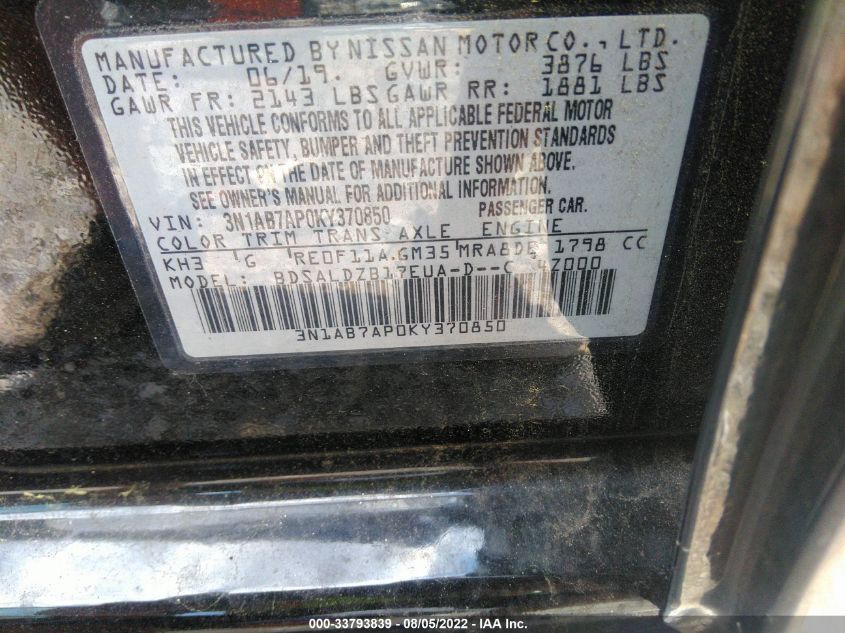 MANUFACTURED BY NISSAN MOTOR CO., LTD.
DATE: 06/19. GVWR: 3876 LBS
GAWR FR: 2143 LBS GAWR RR: 1881 LBS
THIS VEHICLE CONFORMS TO ALL APPLICABLE FEDERAL MOTOR
VEHICLE SAFETY, BUMPER AND THEFT PREVENTION STANDARDS
IN EFFECT ON THE DATE OF MANUFACTURE SHOWN ABOVE.
SEE OWNER'S MANUAL FOR ADDITIONAL INFORMATION.
VIN: 3N1AB7AP0KY370850 PASSENGER CAR.
COLOR TRIM TRANS AXLE ENGINE
KH3 G RE0F11A GM35 MRA8DE 1798 CC
MODEL: BDSALDZB17EUA-D--C 4Z000
3N1AB7AP0KY370850
000-33793839 - 08/05/2022 - IAA Inc.